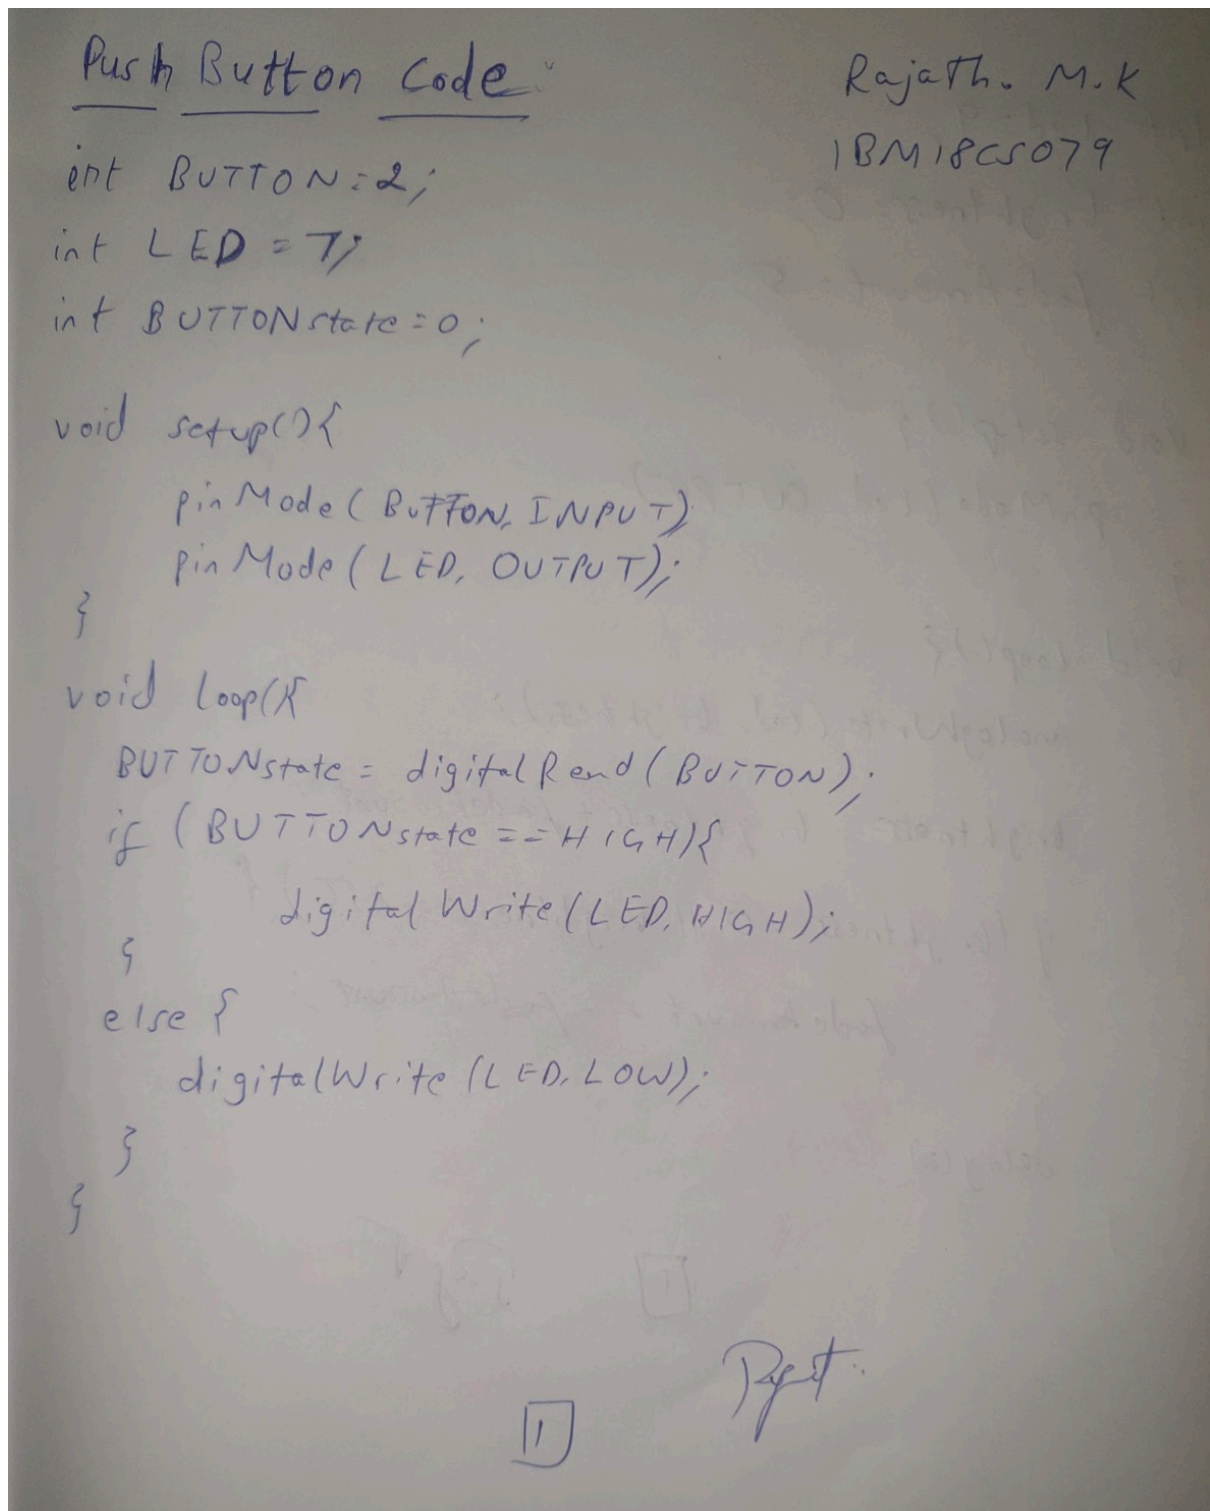 Push Button Code
Rajath. M.K
1BM18CS079
int BUTTON=2;
int LED = 7;
int BUTTONstate=0;
void setup(){
pinMode(BUTTON, INPUT);
pinMode(LED, OUTPUT);
}
void loop(){
BUTTONstate = digitalRead(BUTTON);
if (BUTTONstate ==HIGH){
digitalWrite(LED, HIGH);
}
else {
digitalWrite(LED, LOW);
}
}
1